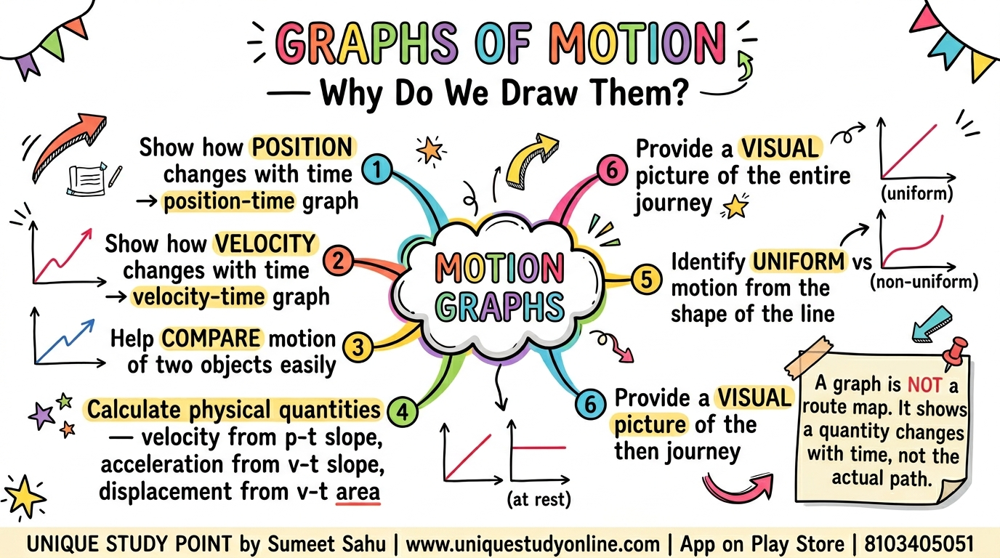 GRAPHS OF MOTION
— Why Do We Draw Them?
1
Show how POSITION
changes with time
→ position-time graph
2
Show how VELOCITY
changes with time
→ velocity-time graph
3
Help COMPARE motion
of two objects easily
4
Calculate physical quantities
— velocity from p-t slope,
acceleration from v-t slope,
displacement from v-t area
MOTION
GRAPHS
(at rest)
6
Provide a VISUAL
picture of the entire
journey
(uniform)
5
Identify UNIFORM vs
motion from the
shape of the line
(non-uniform)
6
Provide a VISUAL
picture of the
then journey
A graph is NOT a
route map. It shows
a quantity changes
with time, not the
actual path.
UNIQUE STUDY POINT by Sumeet Sahu | www.uniquestudyonline.com | App on Play Store | 8103405051